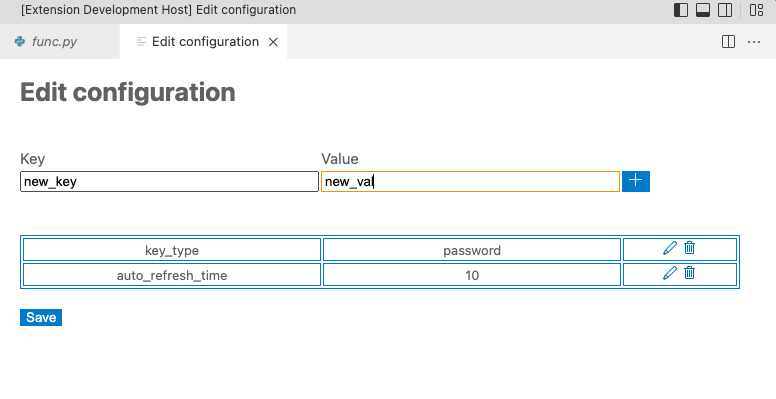 [Extension Development Host] Edit configuration
func.py Edit configuration
Edit configuration
Key Value
new_key new_val
key_type password
auto_refresh_time 10
Save